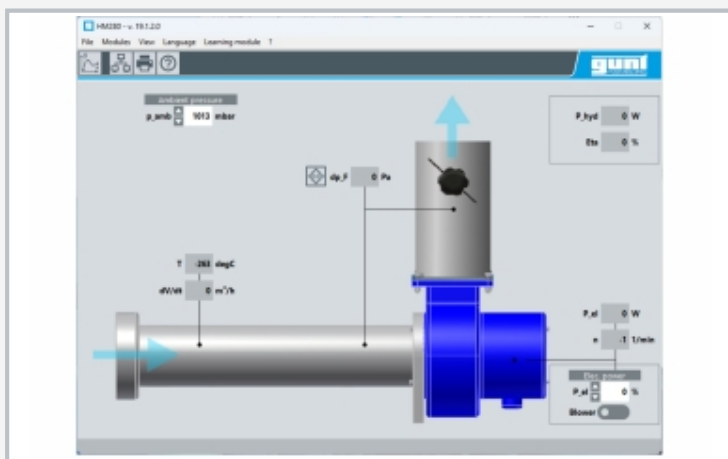 HM280 - v. 19.1.2.0
File Modules View Language Learning module ?
gunt
Ambient pressure
p_amb 1013 mbar
P_hyd 0 W
Eta 0 %
dp_F 0 Pa
T -263 degC
dV/dt 0 m³/h
P_el 0 W
n -1 1/min
Elec. power
P_el 0 %
Blower